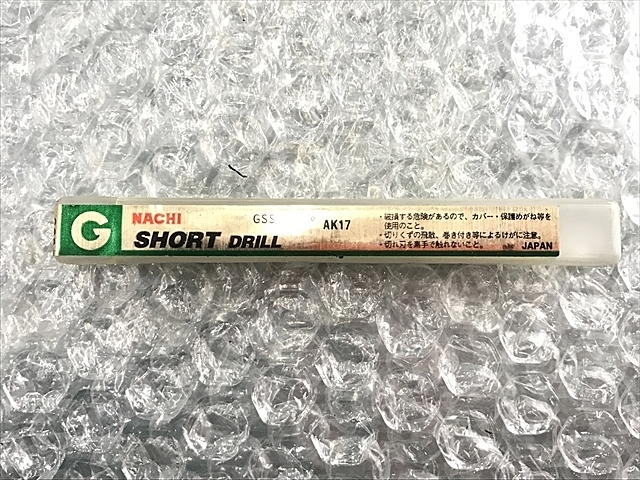 G
NACHI
SHORT DRILL
GSS AK17
・破損する危険があるので、カバー・保護めがね等を
使用のこと。
・切りくずの飛散、巻き付き等によるけがに注意。
・切れ刃を素手で触れないこと。
JAPAN